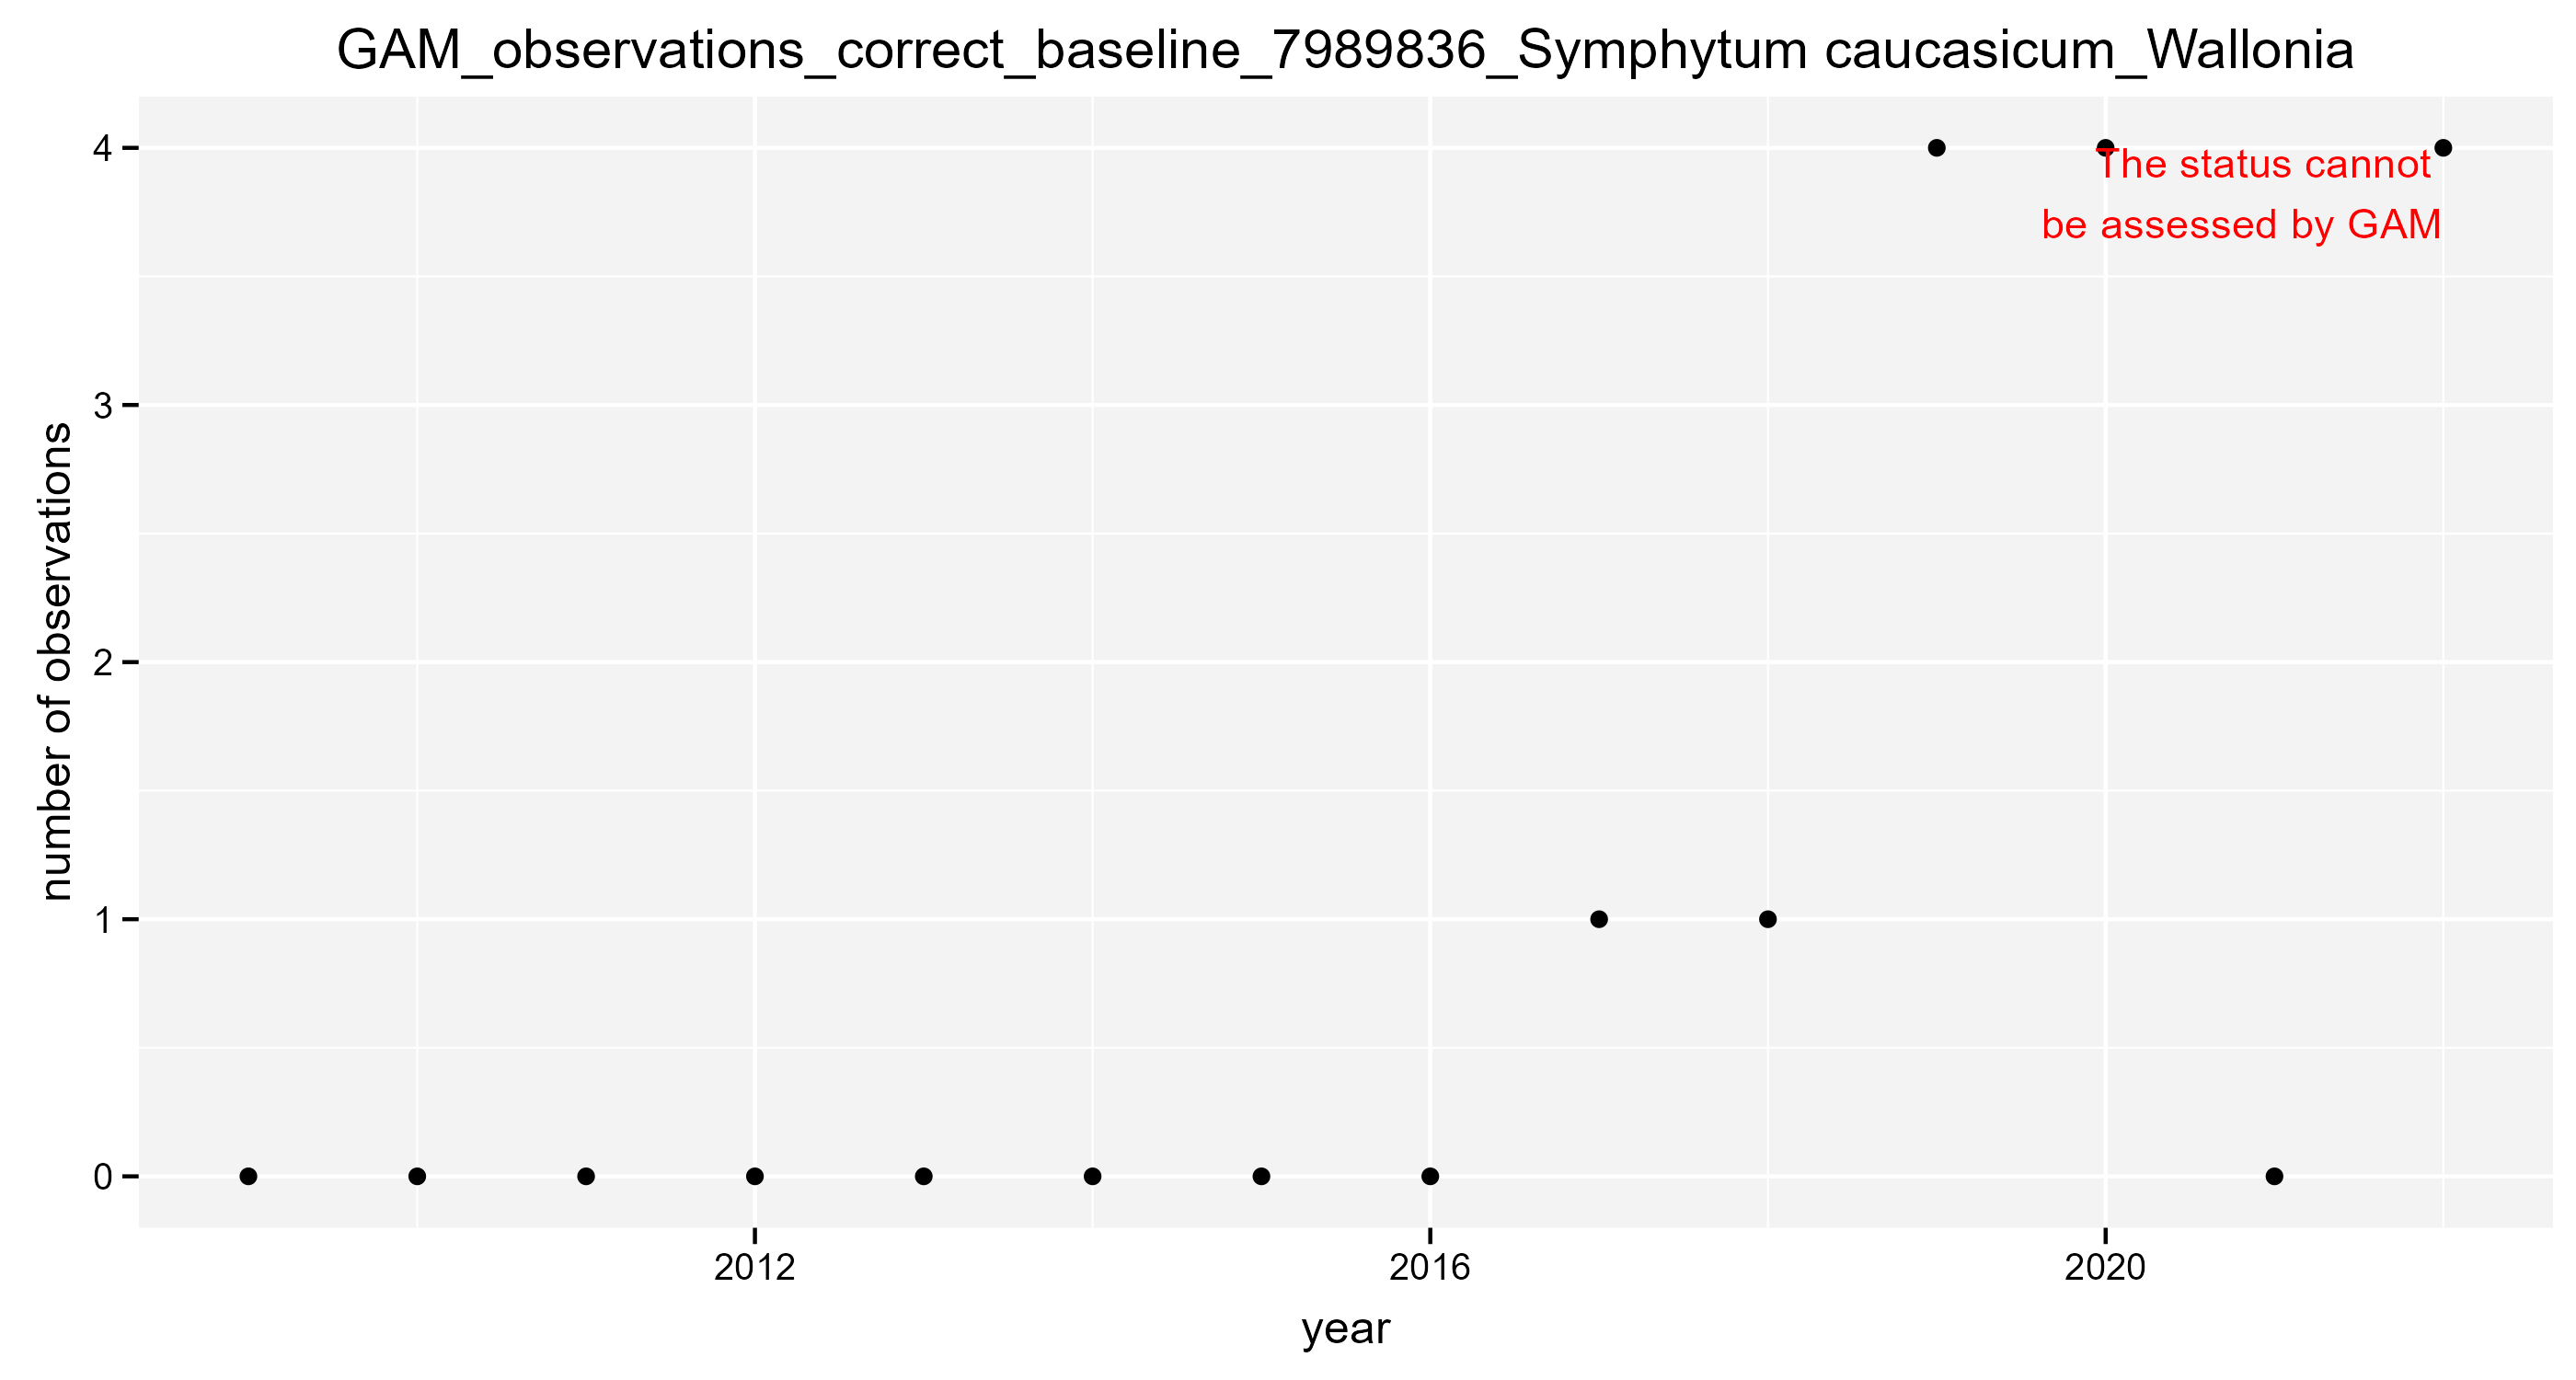 GAM_observations_correct_baseline_7989836_Symphytum caucasicum_Wallonia
4
The status cannot
be assessed by GAM
3
number of observations
2
1
0
2012 2016 2020
year